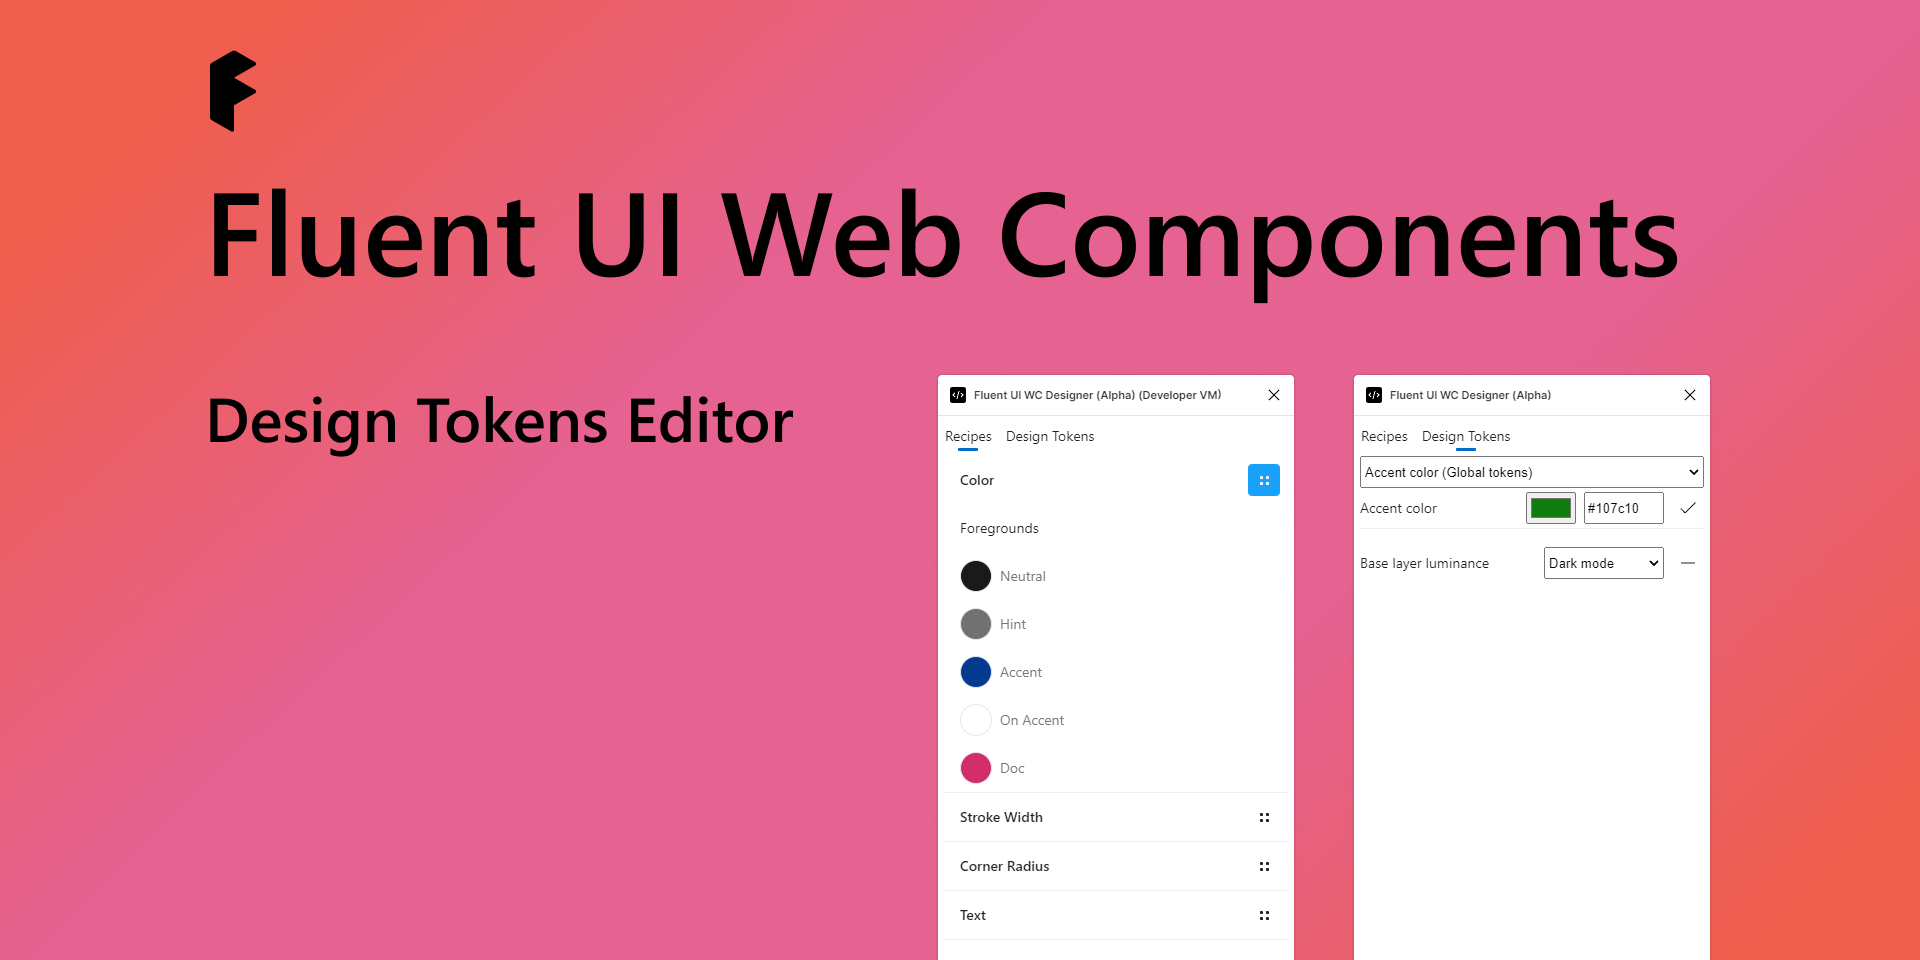 Fluent UI Web Components
Design Tokens Editor
Fluent UI WC Designer (Alpha) (Developer VM)
Recipes Design Tokens
Color
Foregrounds
Neutral
Hint
Accent
On Accent
Doc
Stroke Width
Corner Radius
Text
Fluent UI WC Designer (Alpha)
Recipes Design Tokens
Accent color (Global tokens)
Accent color #107c10
Base layer luminance Dark mode